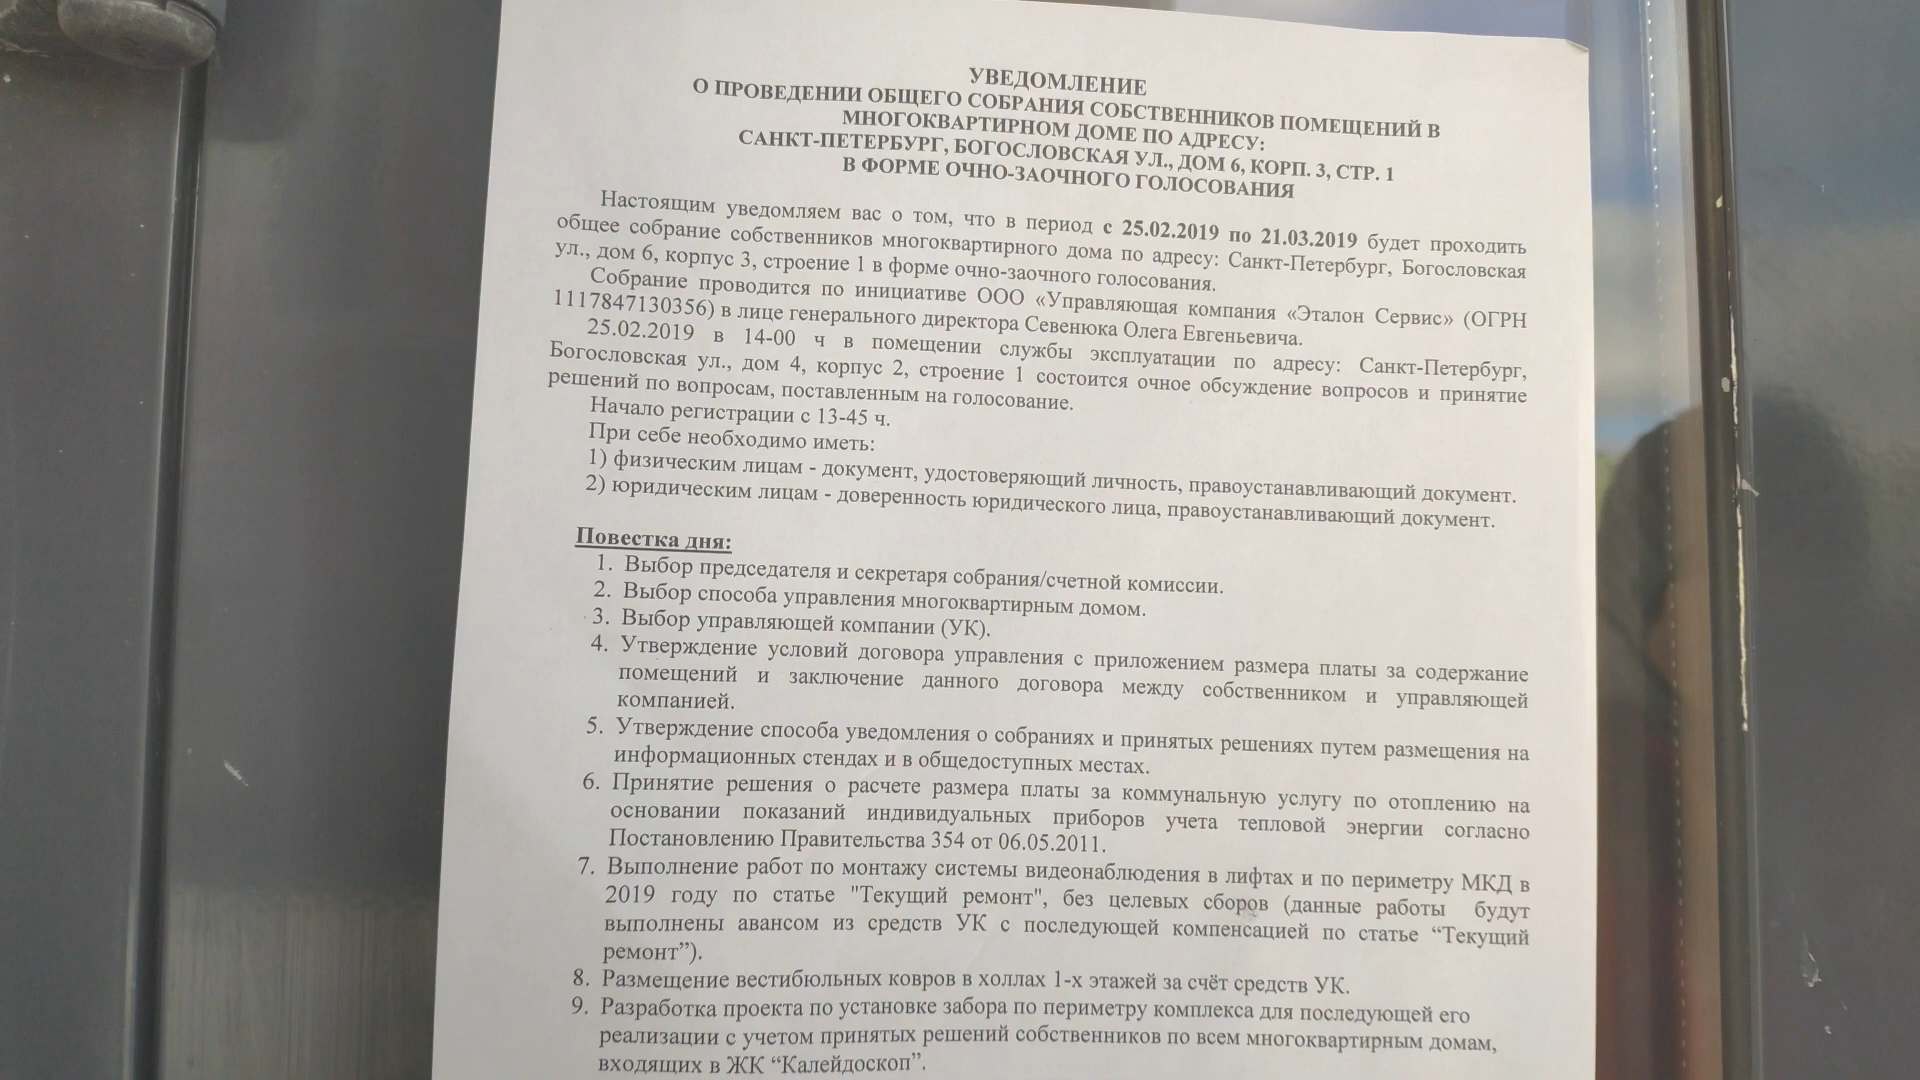 УВЕДОМЛЕНИЕ
О ПРОВЕДЕНИИ ОБЩЕГО СОБРАНИЯ СОБСТВЕННИКОВ ПОМЕЩЕНИЙ В
МНОГОКВАРТИРНОМ ДОМЕ ПО АДРЕСУ:
САНКТ-ПЕТЕРБУРГ, БОГОСЛОВСКАЯ УЛ., ДОМ 6, КОРП. 3, СТР. 1
В ФОРМЕ ОЧНО-ЗАОЧНОГО ГОЛОСОВАНИЯ
Настоящим уведомляем вас о том, что в период с 25.02.2019 по 21.03.2019 будет проходить
общее собрание собственников многоквартирного дома по адресу: Санкт-Петербург, Богословская
ул., дом 6, корпус 3, строение 1 в форме очно-заочного голосования.
Собрание проводится по инициативе ООО «Управляющая компания «Эталон Сервис» (ОГРН
1117847130356) в лице генерального директора Севенюка Олега Евгеньевича.
25.02.2019 в 14-00 ч в помещении службы эксплуатации по адресу: Санкт-Петербург,
Богословская ул., дом 4, корпус 2, строение 1 состоится очное обсуждение вопросов и принятие
решений по вопросам, поставленным на голосование.
Начало регистрации с 13-45 ч.
При себе необходимо иметь:
1) физическим лицам - документ, удостоверяющий личность, правоустанавливающий документ.
2) юридическим лицам - доверенность юридического лица, правоустанавливающий документ.
Повестка дня:
1. Выбор председателя и секретаря собрания/счетной комиссии.
2. Выбор способа управления многоквартирным домом.
3. Выбор управляющей компании (УК).
4. Утверждение условий договора управления с приложением размера платы за содержание
помещений и заключение данного договора между собственником и управляющей
компанией.
5. Утверждение способа уведомления о собраниях и принятых решениях путем размещения на
информационных стендах и в общедоступных местах.
6. Принятие решения о расчете размера платы за коммунальную услугу по отоплению на
основании показаний индивидуальных приборов учета тепловой энергии согласно
Постановлению Правительства 354 от 06.05.2011.
7. Выполнение работ по монтажу системы видеонаблюдения в лифтах и по периметру МКД в
2019 году по статье "Текущий ремонт", без целевых сборов (данные работы будут
выполнены авансом из средств УК с последующей компенсацией по статье “Текущий
ремонт”).
8. Размещение вестибюльных ковров в холлах 1-х этажей за счёт средств УК.
9. Разработка проекта по установке забора по периметру комплекса для последующей его
реализации с учетом принятых решений собственников по всем многоквартирным домам,
входящих в ЖК “Калейдоскоп”.